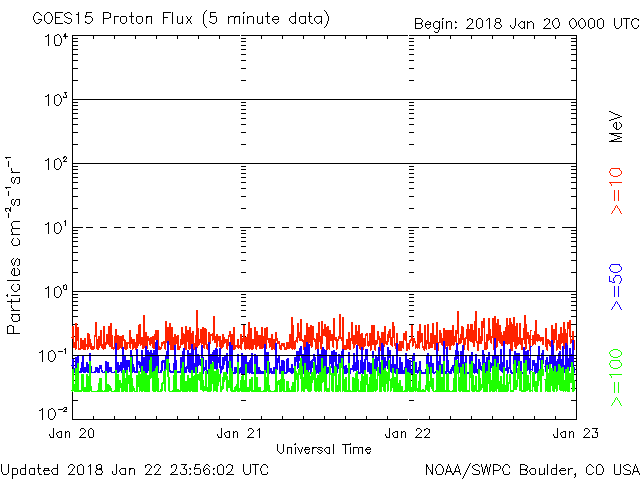 GOES15 Proton Flux (5 minute data)
Begin: 2018 Jan 20 0000 UTC
10⁴
10³
10²
10¹
10⁰
10⁻¹
10⁻²
Particles cm⁻²s⁻¹sr⁻¹
MeV
>=10
>=50
>=100
Jan 20
Jan 21
Jan 22
Jan 23
Universal Time
Updated 2018 Jan 22 23:56:02 UTC
NOAA/SWPC Boulder, CO USA